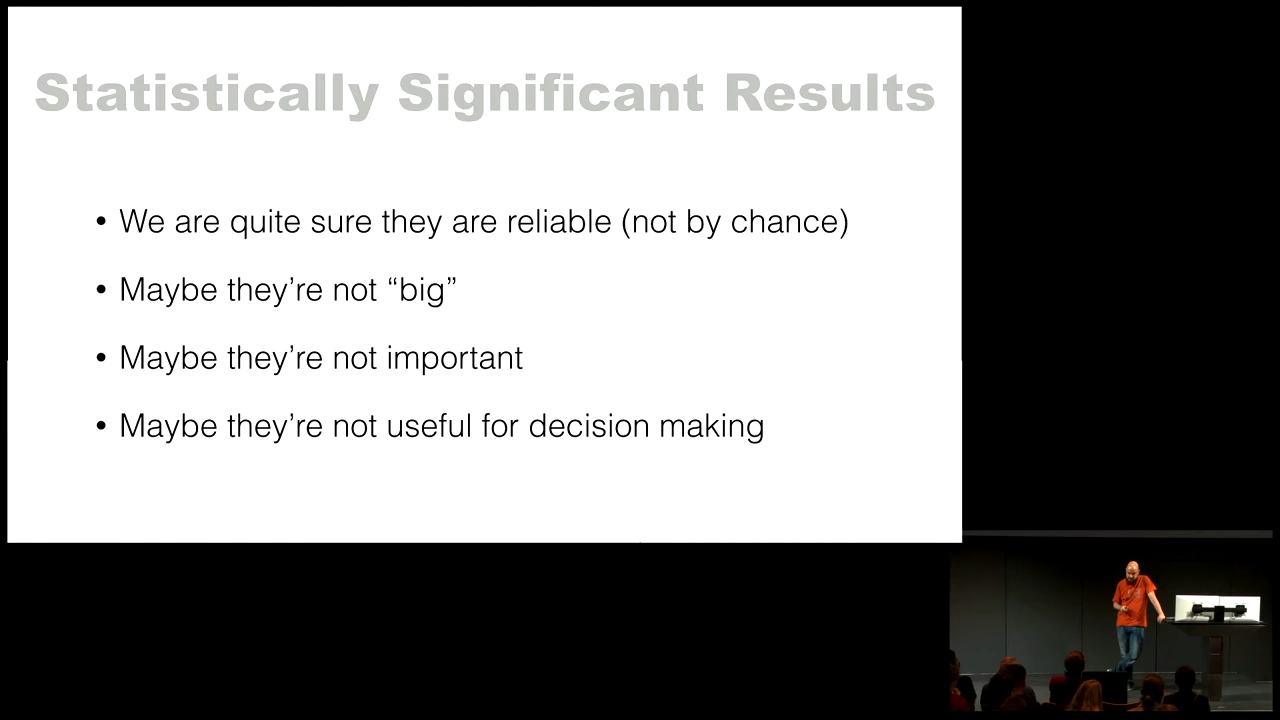 Statistically Significant Results
• We are quite sure they are reliable (not by chance)
• Maybe they’re not “big”
• Maybe they’re not important
• Maybe they’re not useful for decision making